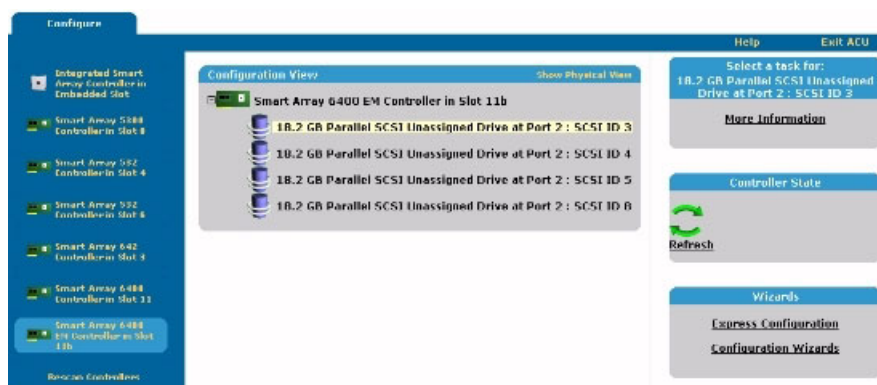 Configure
Help
Exit ACU
Integrated Smart
Array Controller in
Embedded Slot
Smart Array 5300
Controller in Slot 8
Smart Array 532
Controller in Slot 4
Smart Array 532
Controller in Slot 6
Smart Array 642
Controller in Slot 3
Smart Array 6400
Controller in Slot 11
Smart Array 6400
EM Controller in Slot
11b
Rescan Controllers
Configuration View
Show Physical View
Smart Array 6400 EM Controller in Slot 11b
18.2 GB Parallel SCSI Unassigned Drive at Port 2 : SCSI ID 3
18.2 GB Parallel SCSI Unassigned Drive at Port 2 : SCSI ID 4
18.2 GB Parallel SCSI Unassigned Drive at Port 2 : SCSI ID 5
18.2 GB Parallel SCSI Unassigned Drive at Port 2 : SCSI ID 8
Select a task for:
18.2 GB Parallel SCSI Unassigned
Drive at Port 2 : SCSI ID 3
More Information
Controller State
Refresh
Wizards
Express Configuration
Configuration Wizards